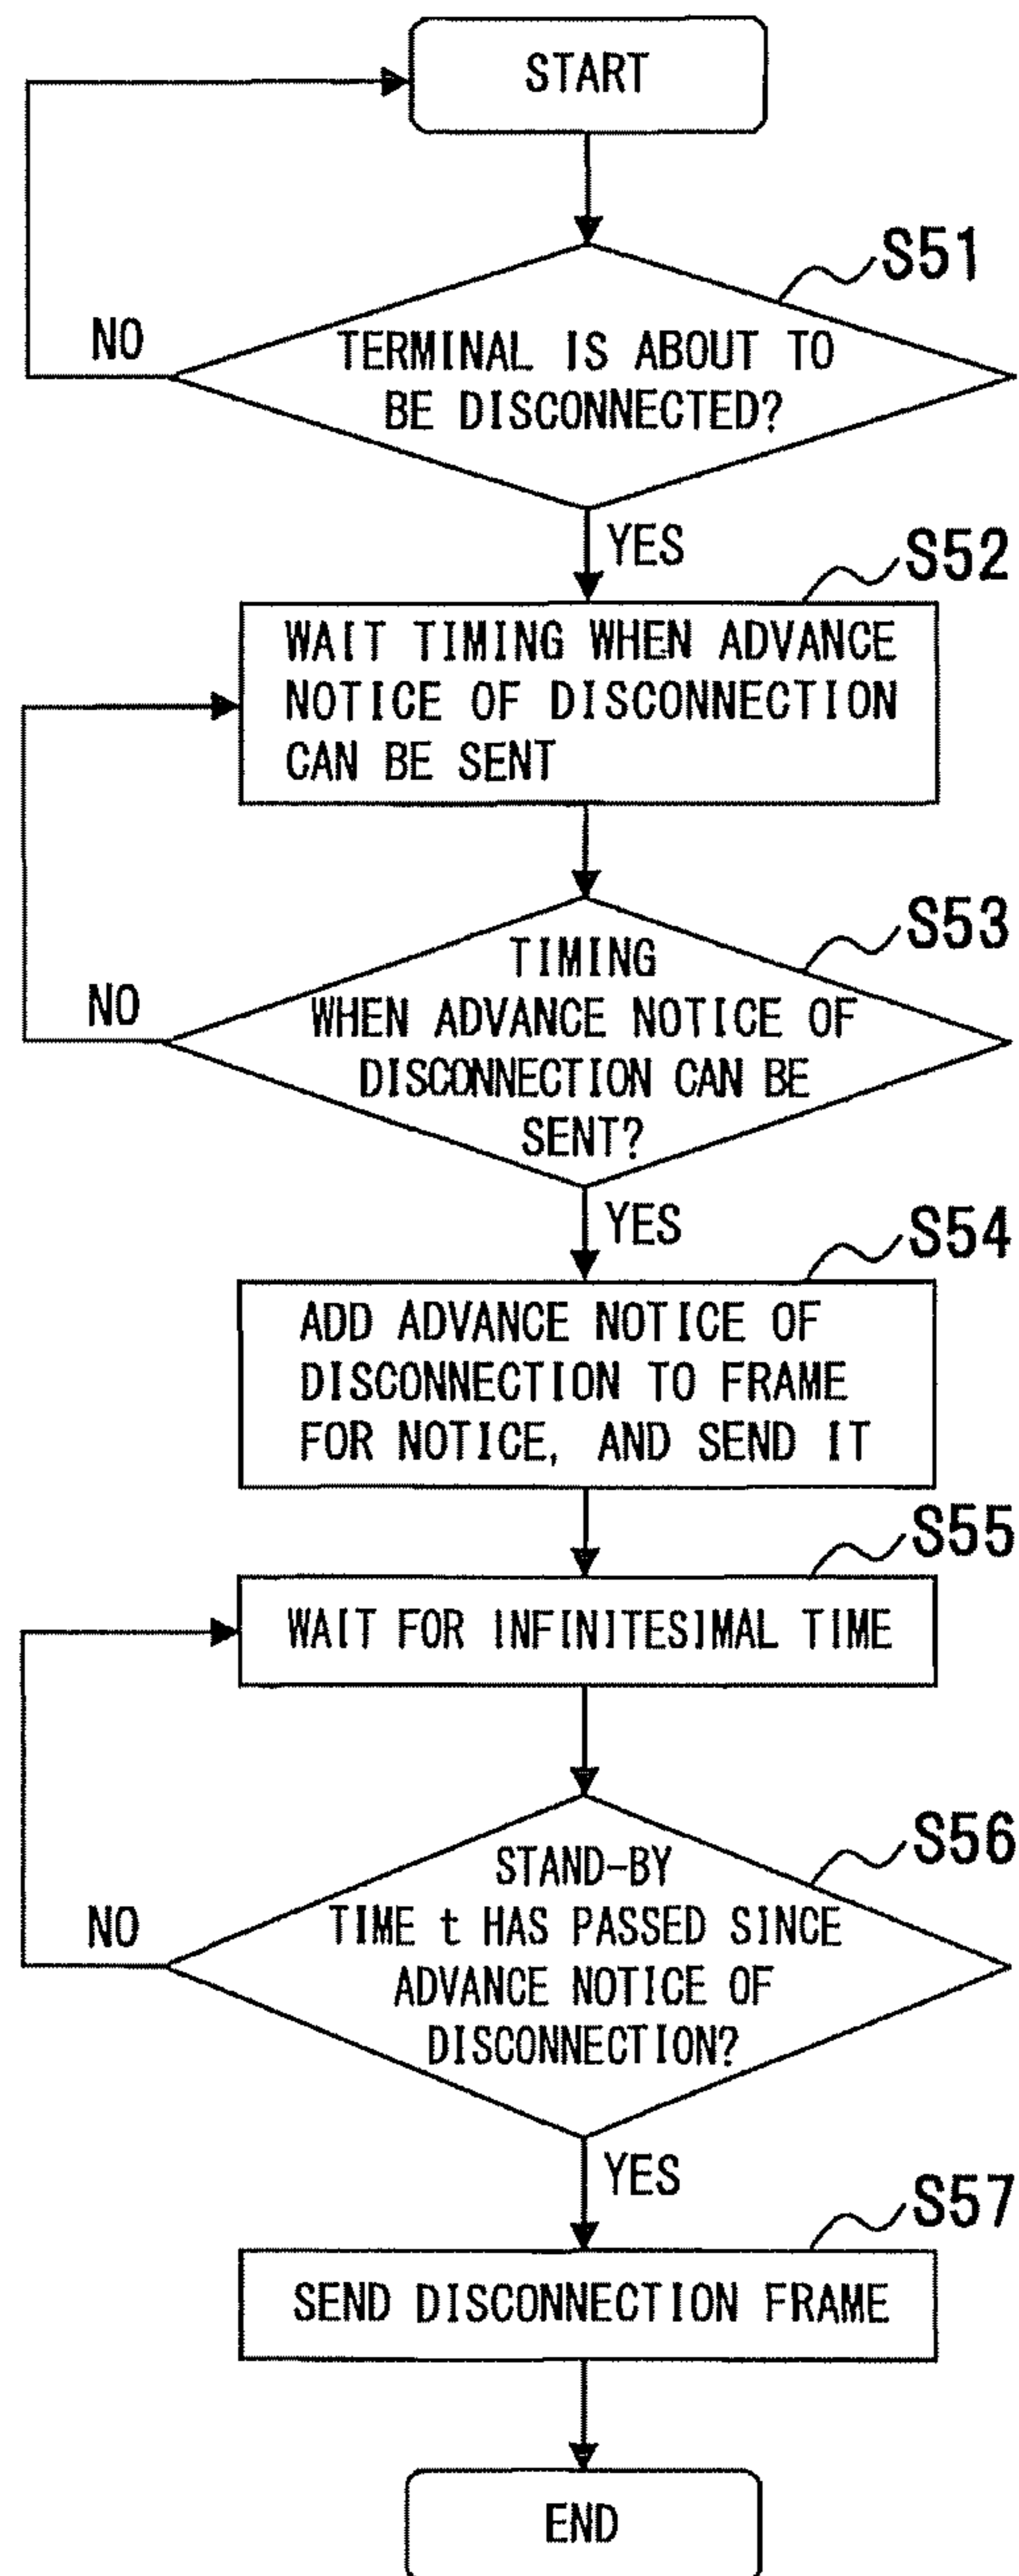 START
S51
TERMINAL IS ABOUT TO
BE DISCONNECTED?
NO
YES
S52
WAIT TIMING WHEN ADVANCE
NOTICE OF DISCONNECTION
CAN BE SENT
S53
TIMING
WHEN ADVANCE NOTICE OF
DISCONNECTION CAN BE
SENT?
NO
YES
S54
ADD ADVANCE NOTICE OF
DISCONNECTION TO FRAME
FOR NOTICE, AND SEND IT
S55
WAIT FOR INFINITESIMAL TIME
S56
STAND-BY
TIME t HAS PASSED SINCE
ADVANCE NOTICE OF
DISCONNECTION?
NO
YES
S57
SEND DISCONNECTION FRAME
END